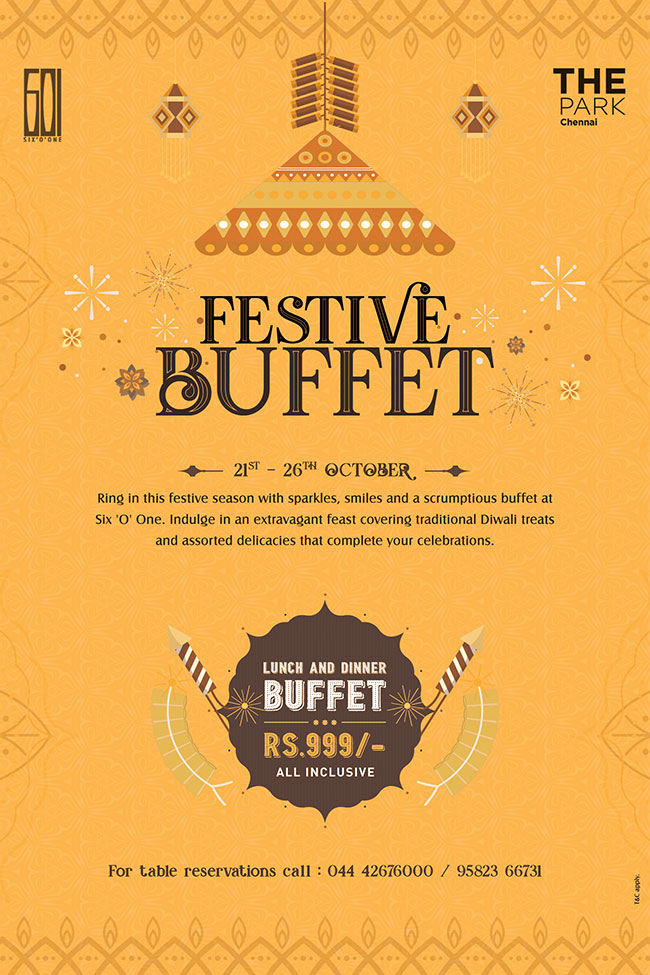 601
SIX'O'ONE
THE
PARK
Chennai
FESTIVE
BUFFET
21ST - 26TH OCTOBER
Ring in this festive season with sparkles, smiles and a scrumptious buffet at
Six 'O' One. Indulge in an extravagant feast covering traditional Diwali treats
and assorted delicacies that complete your celebrations.
LUNCH AND DINNER
BUFFET
RS.999/-
ALL INCLUSIVE
For table reservations call : 044 42676000 / 95823 66731
T&C apply.